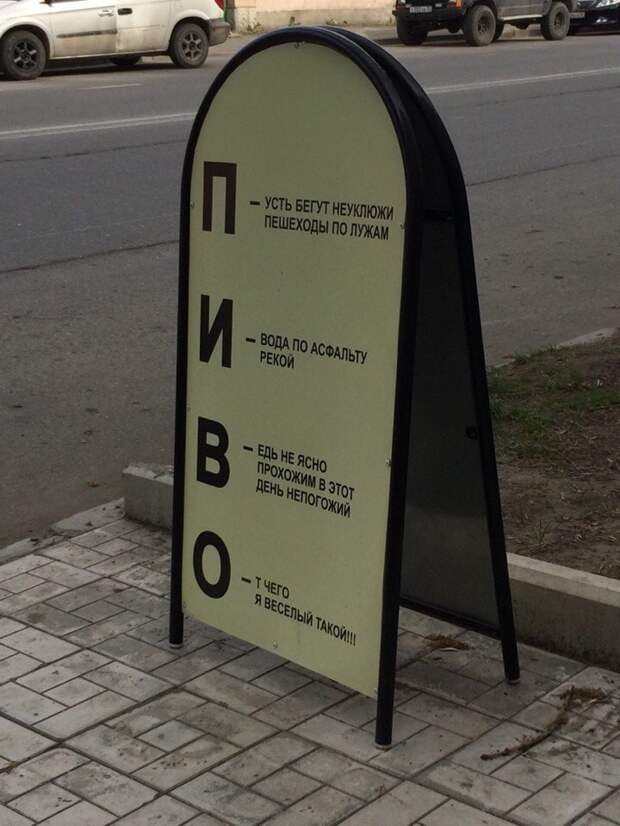 П – УСТЬ БЕГУТ НЕУКЛЮЖИ
ПЕШЕХОДЫ ПО ЛУЖАМ
И – ВОДА ПО АСФАЛЬТУ
РЕКОЙ
В – ЕДЬ НЕ ЯСНО
ПРОХОЖИМ В ЭТОТ
ДЕНЬ НЕПОГОЖИЙ
О – Т ЧЕГО
Я ВЕСЕЛЫЙ ТАКОЙ!!!